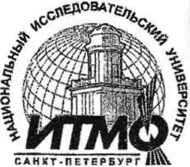 НАЦИОНАЛЬНЫЙ ИССЛЕДОВАТЕЛЬСКИЙ УНИВЕРСИТЕТ
ИТМО
САНКТ-ПЕТЕРБУРГ